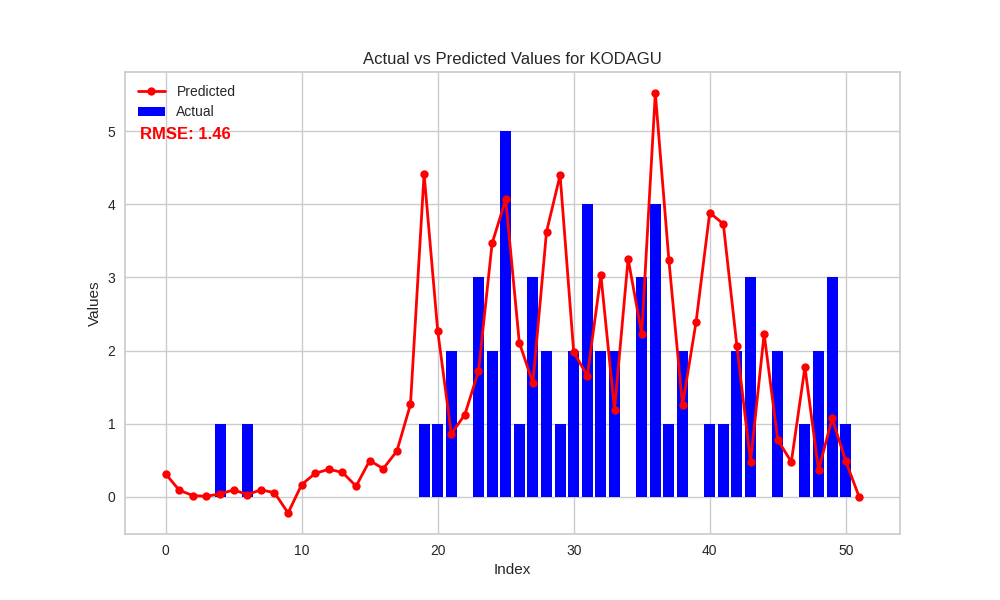 Actual vs Predicted Values for KODAGU
Predicted
Actual
RMSE: 1.46
5
4
3
2
1
0
Values
0 10 20 30 40 50
Index